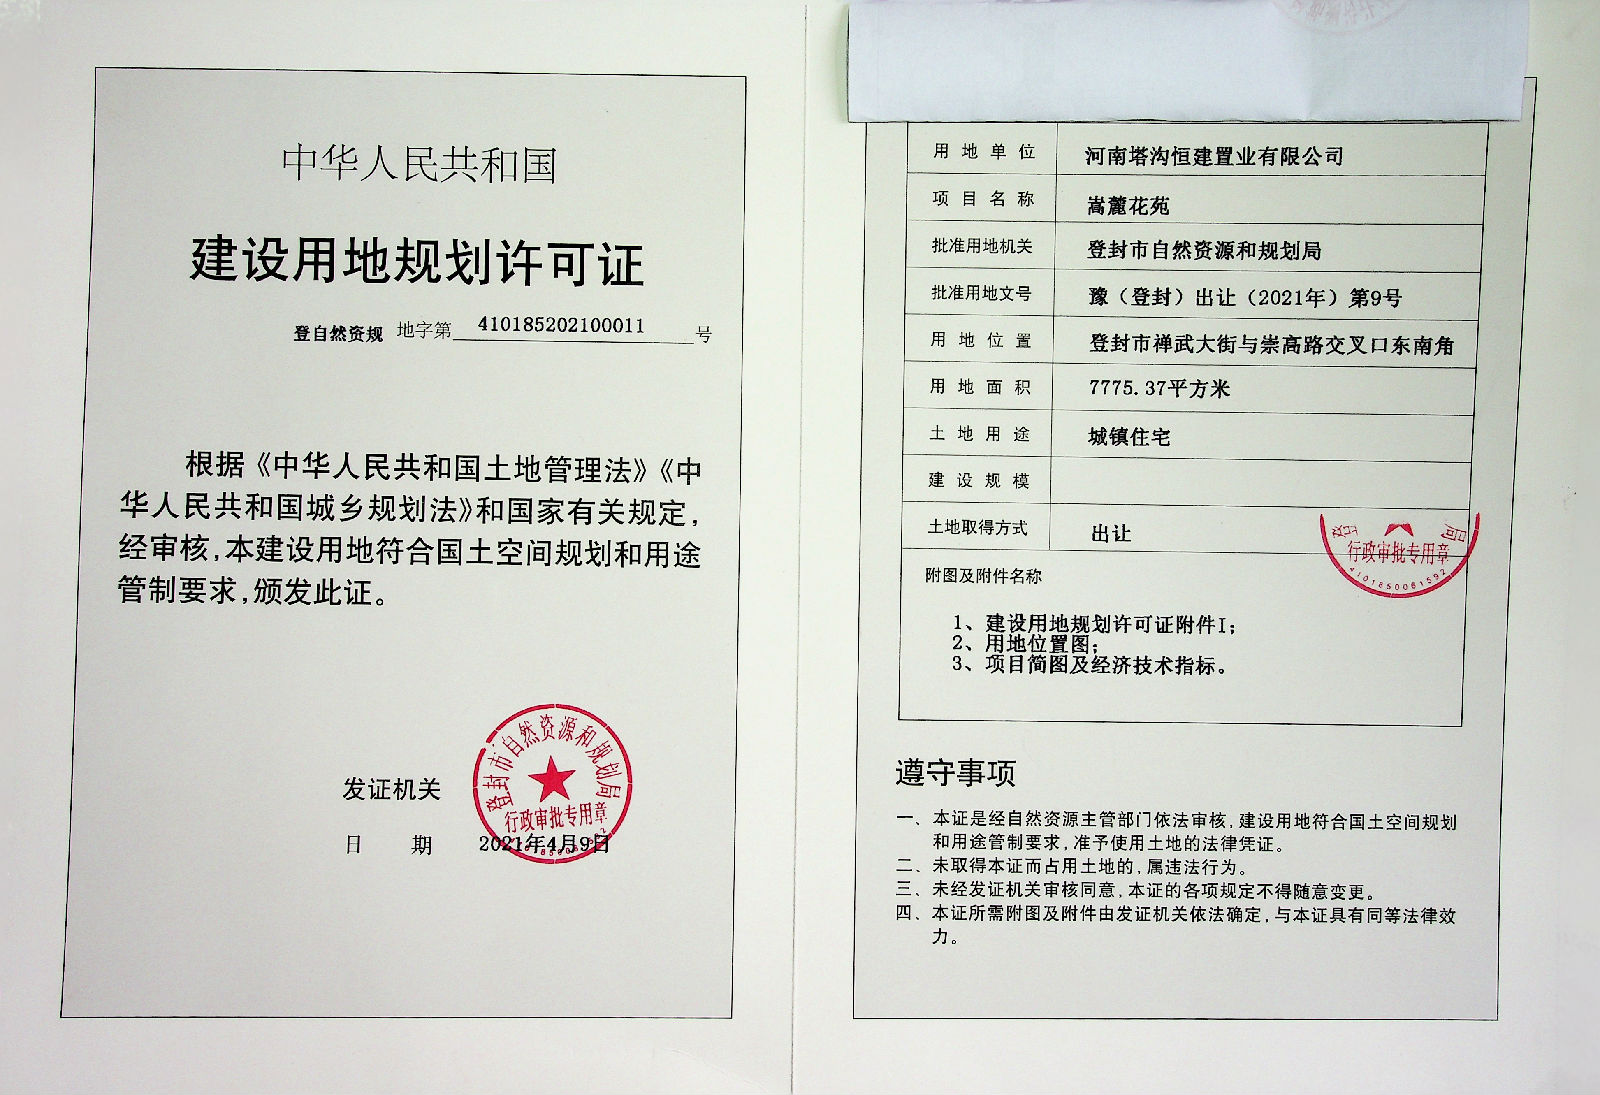 中华人民共和国
建设用地规划许可证
登自然资规 地字第 410185202100011 号
根据《中华人民共和国土地管理法》《中
华人民共和国城乡规划法》和国家有关规定，
经审核，本建设用地符合国土空间规划和用途
管制要求，颁发此证。
登封市自然资源和规划局
行政审批专用章
发证机关
日 期 2021年4月9日
用地单位 河南塔沟恒建置业有限公司
项目名称 嵩麓花苑
批准用地机关 登封市自然资源和规划局
批准用地文号 豫（登封）出让（2021年）第9号
用地位置 登封市禅武大街与崇高路交叉口东南角
用地面积 7775.37平方米
土地用途 城镇住宅
建设规模
土地取得方式 出让
登 局
行政审批专用章
4101850061592
附图及附件名称
1、建设用地规划许可证附件I；
2、用地位置图；
3、项目简图及经济技术指标。
遵守事项
一、本证是经自然资源主管部门依法审核，建设用地符合国土空间规划
和用途管制要求，准予使用土地的法律凭证。
二、未取得本证而占用土地的，属违法行为。
三、未经发证机关审核同意，本证的各项规定不得随意变更。
四、本证所需附图及附件由发证机关依法确定，与本证具有同等法律效
力。